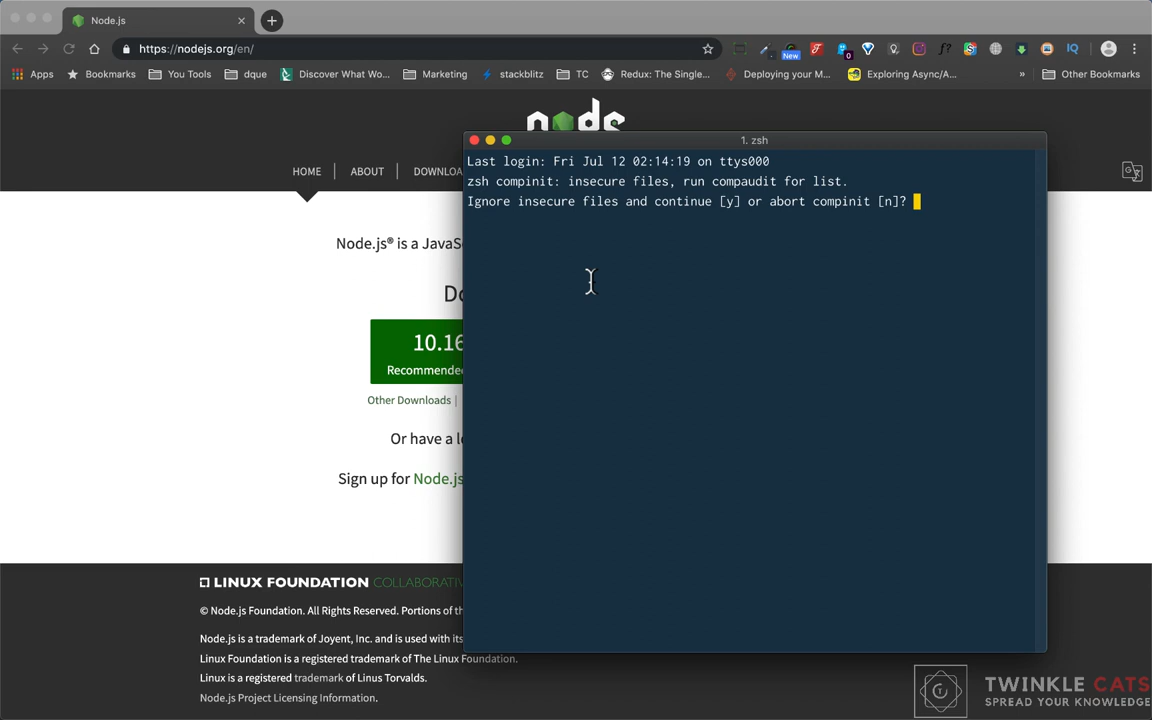 Node.js
https://nodejs.org/en/
New
0
IQ
Apps
Bookmarks
You Tools
dque
Discover What Wo...
Marketing
stackblitz
TC
Redux: The Single...
Deploying your M...
Exploring Async/A...
»
Other Bookmarks
node
HOME
ABOUT
DOWNLOA
1. zsh
Last login: Fri Jul 12 02:14:19 on ttys000
zsh compinit: insecure files, run compaudit for list.
Ignore insecure files and continue [y] or abort compinit [n]?
Node.js® is a JavaS
Do
10.16
Recommended
Other Downloads |
Or have a l
Sign up for Node.js
LINUX FOUNDATION COLLABORATIV
© Node.js Foundation. All Rights Reserved. Portions of th
Node.js is a trademark of Joyent, Inc. and is used with its
Linux Foundation is a registered trademark of The Linux Foundation.
Linux is a registered trademark of Linus Torvalds.
Node.js Project Licensing Information.
TWINKLE CATS
SPREAD YOUR KNOWLEDGE